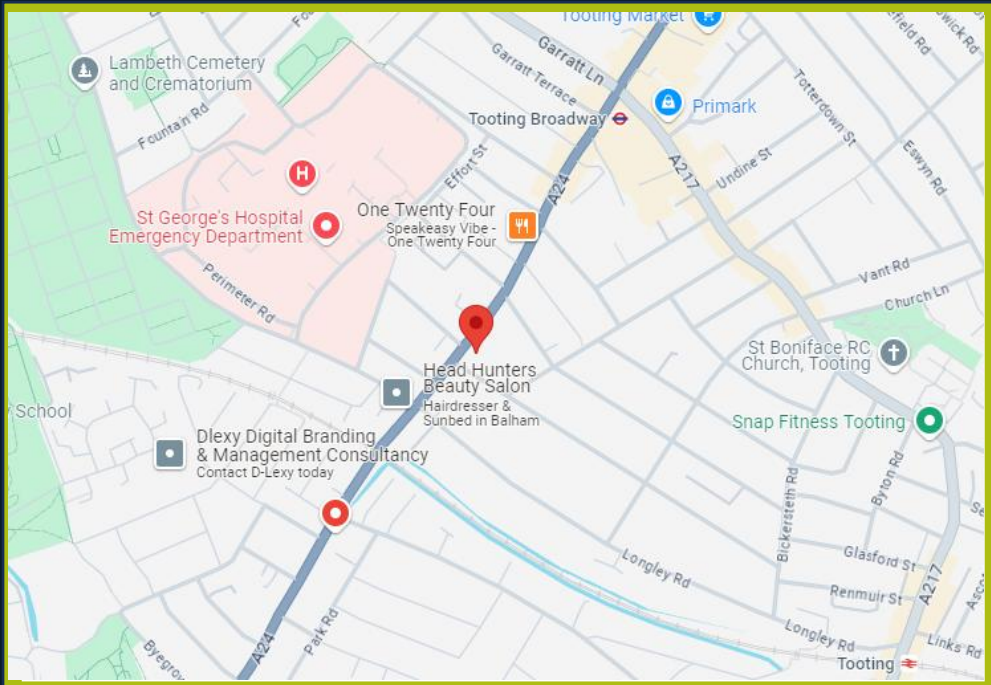 Tooting Market
Garratt Ln
Garratt Terrace
Lambeth Cemetery
and Crematorium
Fountain Rd
Primark
Tooting Broadway
Totterdown St
Eswyn Rd
Effort St
A24
A217
Undine St
H
St George's Hospital
Emergency Department
One Twenty Four
Speakeasy Vibe -
One Twenty Four
Perimeter Rd
Vant Rd
Church Ln
St Boniface RC
Church, Tooting
Head Hunters
Beauty Salon
Hairdresser &
Sunbed in Balham
School
Snap Fitness Tooting
Dlexy Digital Branding
& Management Consultancy
Contact D-Lexy today
Bickersteth Rd
Byton Rd
Longley Rd
Glasford St
Renmuir St
A217
Park Rd
A24
Longley Rd
Links Rd
Tooting